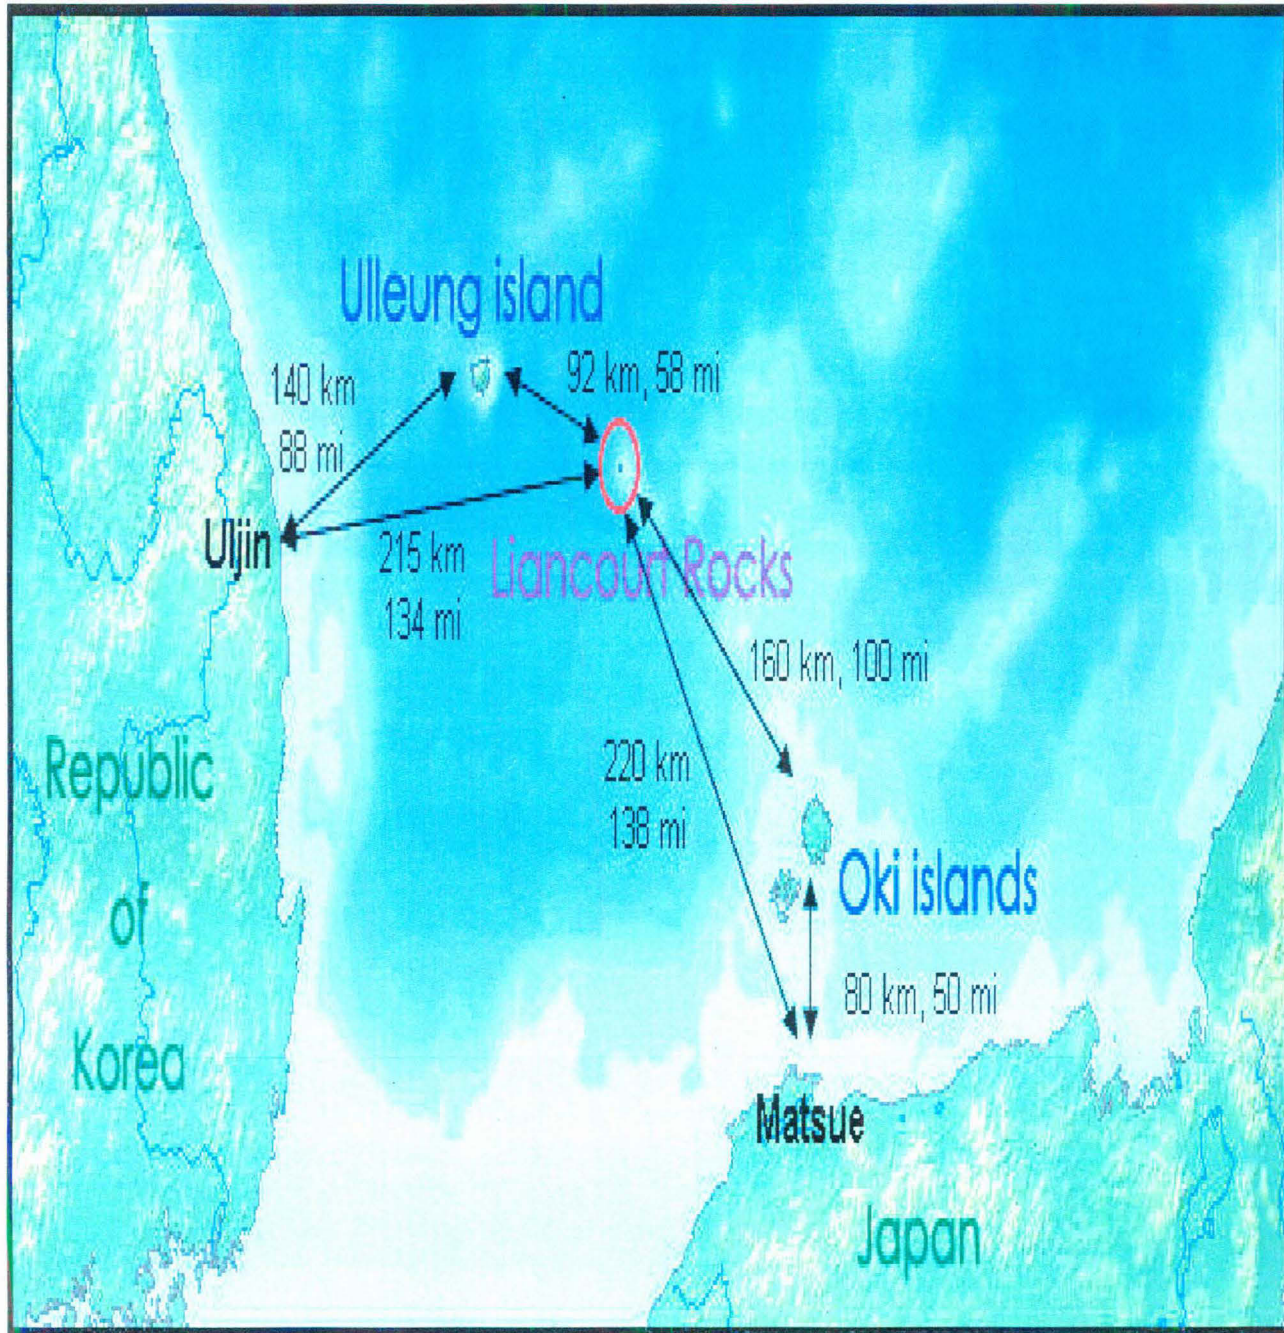 Ulleung island
92 km, 58 mi
140 km
88 mi
Uljin
215 km
134 mi
Liancourt Rocks
160 km, 100 mi
220 km
138 mi
Republic
of
Korea
Oki islands
80 km, 50 mi
Matsue
Japan